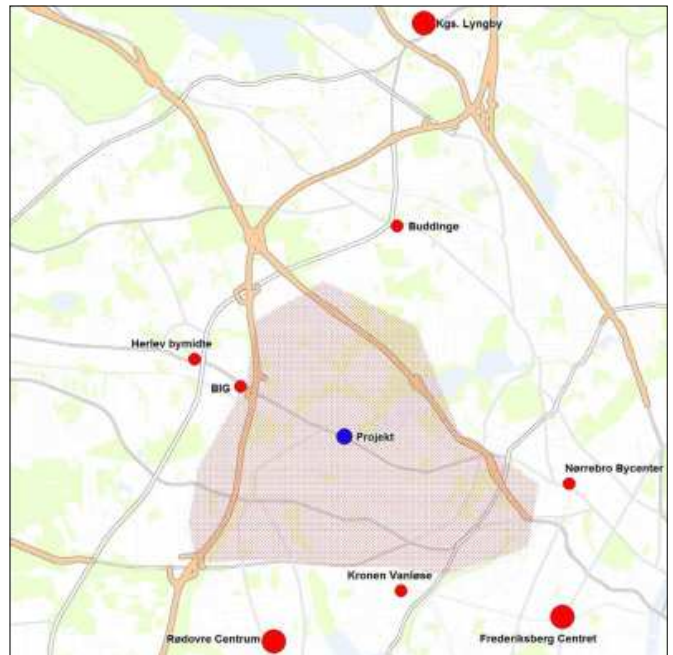 Kgs. Lyngby
Buddinge
Herlev bymidte
BIG
Projekt
Nørrebro Bycenter
Kronen Vanløse
Rødovre Centrum
Frederiksberg Centret